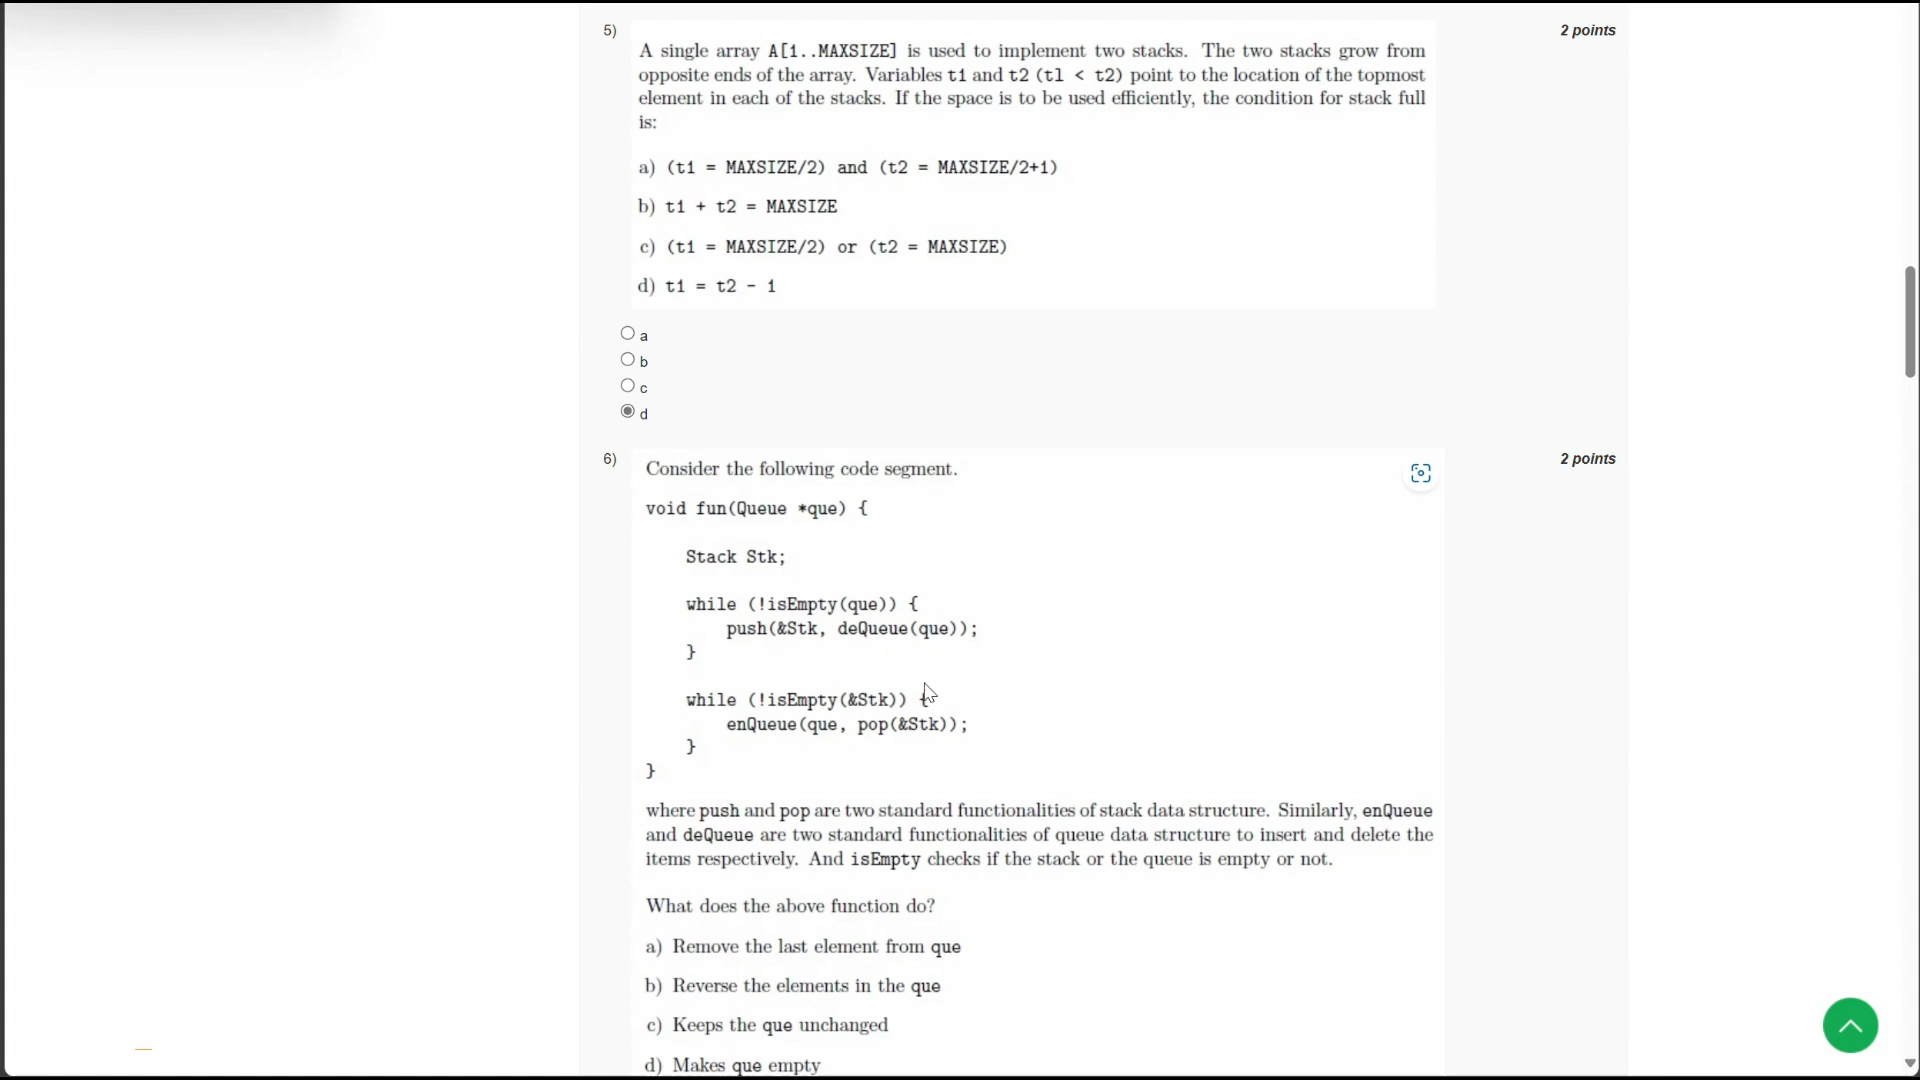 5)
2 points
A single array A[1..MAXSIZE] is used to implement two stacks. The two stacks grow from
opposite ends of the array. Variables t1 and t2 (tl < t2) point to the location of the topmost
element in each of the stacks. If the space is to be used efficiently, the condition for stack full
is:
a) (t1 = MAXSIZE/2) and (t2 = MAXSIZE/2+1)
b) t1 + t2 = MAXSIZE
c) (t1 = MAXSIZE/2) or (t2 = MAXSIZE)
d) t1 = t2 - 1
a
b
c
d
6)
2 points
Consider the following code segment.
void fun(Queue *que) {
Stack Stk;
while (!isEmpty(que)) {
push(&Stk, deQueue(que));
}
while (!isEmpty(&Stk)) {
enQueue(que, pop(&Stk));
}
}
where push and pop are two standard functionalities of stack data structure. Similarly, enQueue
and deQueue are two standard functionalities of queue data structure to insert and delete the
items respectively. And isEmpty checks if the stack or the queue is empty or not.
What does the above function do?
a) Remove the last element from que
b) Reverse the elements in the que
c) Keeps the que unchanged
d) Makes que empty